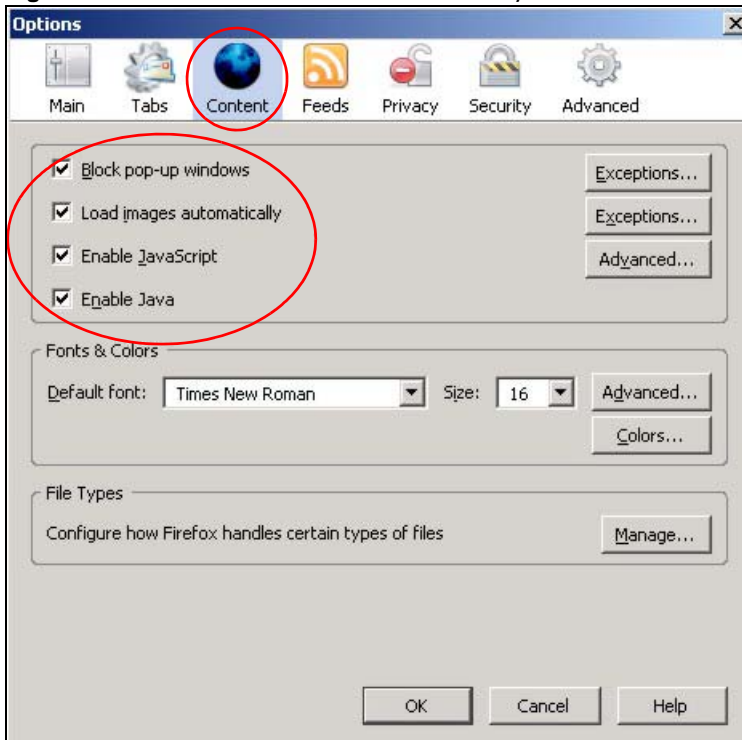 Options
Main Tabs Content Feeds Privacy Security Advanced
Block pop-up windows Exceptions...
Load images automatically Exceptions...
Enable JavaScript Advanced...
Enable Java
Fonts & Colors
Default font: Times New Roman Size: 16 Advanced...
Colors...
File Types
Configure how Firefox handles certain types of files Manage...
OK Cancel Help